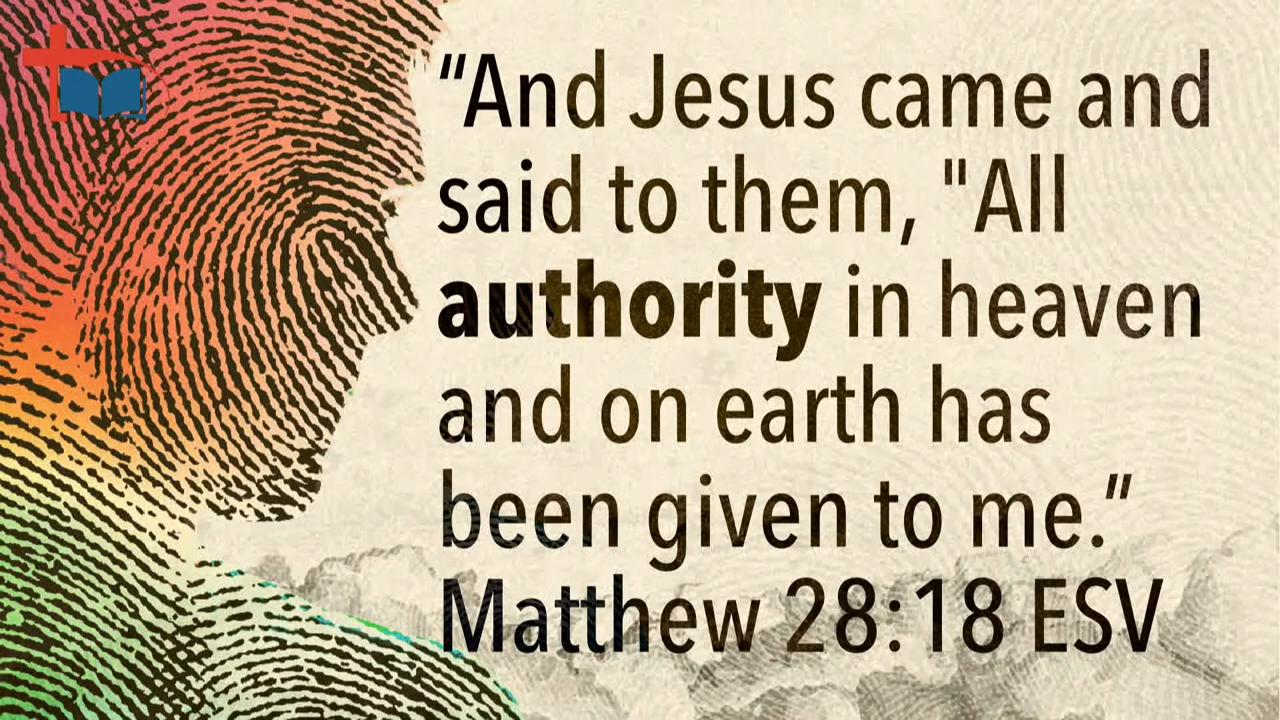 “And Jesus came and
said to them, "All
authority in heaven
and on earth has
been given to me.”
Matthew 28:18 ESV